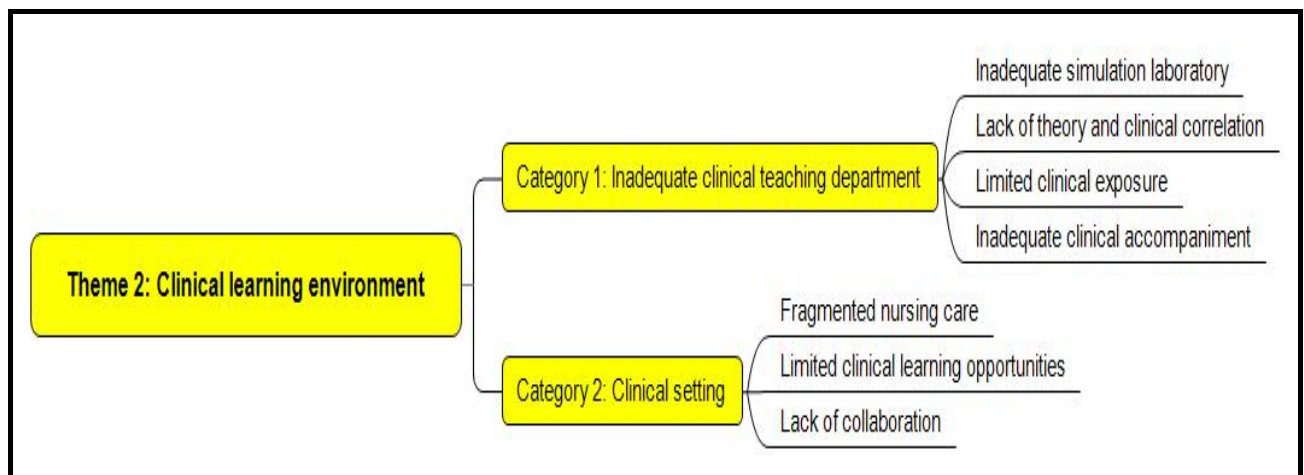 Theme 2: Clinical learning environment
Category 1: Inadequate clinical teaching department
Inadequate simulation laboratory
Lack of theory and clinical correlation
Limited clinical exposure
Inadequate clinical accompaniment
Category 2: Clinical setting
Fragmented nursing care
Limited clinical learning opportunities
Lack of collaboration